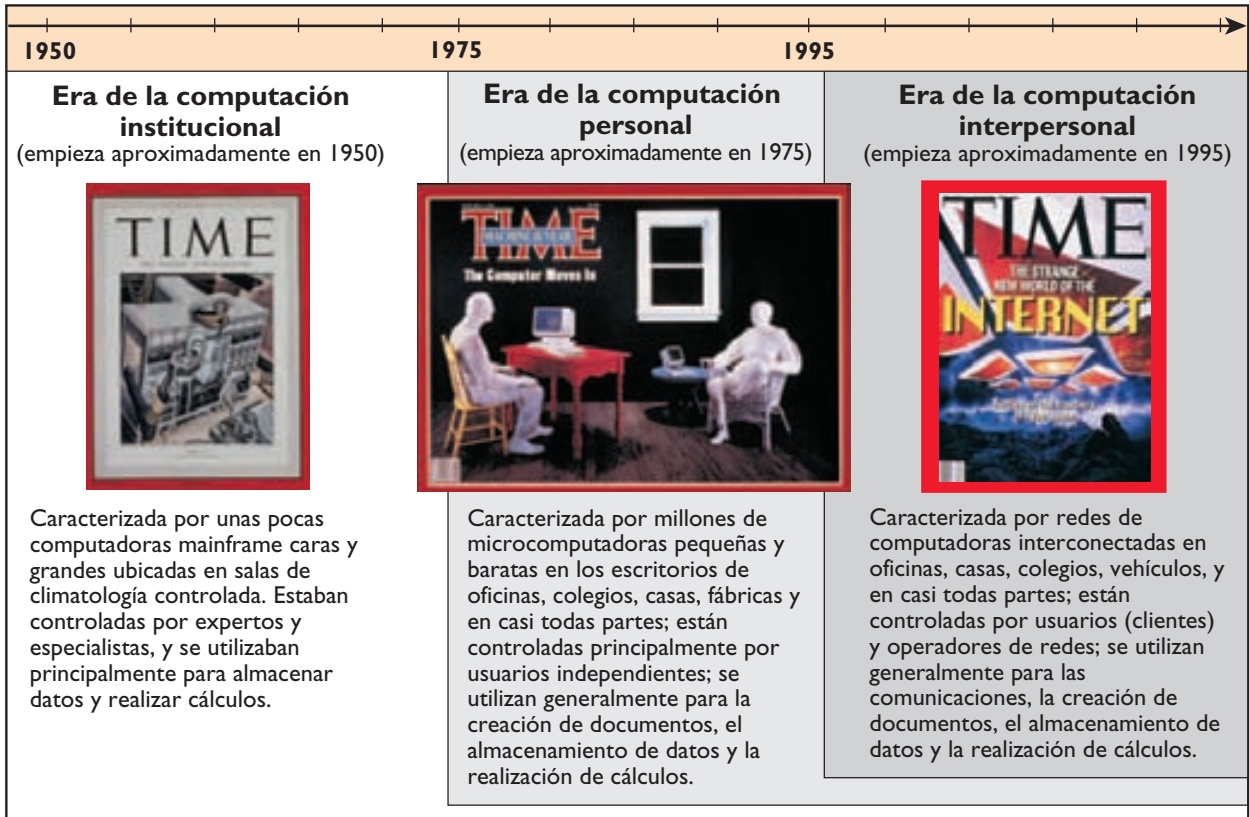 1950
1975
1995
Era de la computación
institucional
(empieza aproximadamente en 1950)
TIME
Caracterizada por unas pocas
computadoras mainframe caras y
grandes ubicadas en salas de
climatología controlada. Estaban
controladas por expertos y
especialistas, y se utilizaban
principalmente para almacenar
datos y realizar cálculos.
Era de la computación
personal
(empieza aproximadamente en 1975)
TIME
The Computer Moves In
Caracterizada por millones de
microcomputadoras pequeñas y
baratas en los escritorios de
oficinas, colegios, casas, fábricas y
en casi todas partes; están
controladas principalmente por
usuarios independientes; se
utilizan generalmente para la
creación de documentos, el
almacenamiento de datos y la
realización de cálculos.
Era de la computación
interpersonal
(empieza aproximadamente en 1995)
TIME
THE STRANGE
NEW WORLD OF THE
INTERNET
Caracterizada por redes de
computadoras interconectadas en
oficinas, casas, colegios, vehículos, y
en casi todas partes; están
controladas por usuarios (clientes)
y operadores de redes; se utilizan
generalmente para las
comunicaciones, la creación de
documentos, el almacenamiento de
datos y la realización de cálculos.